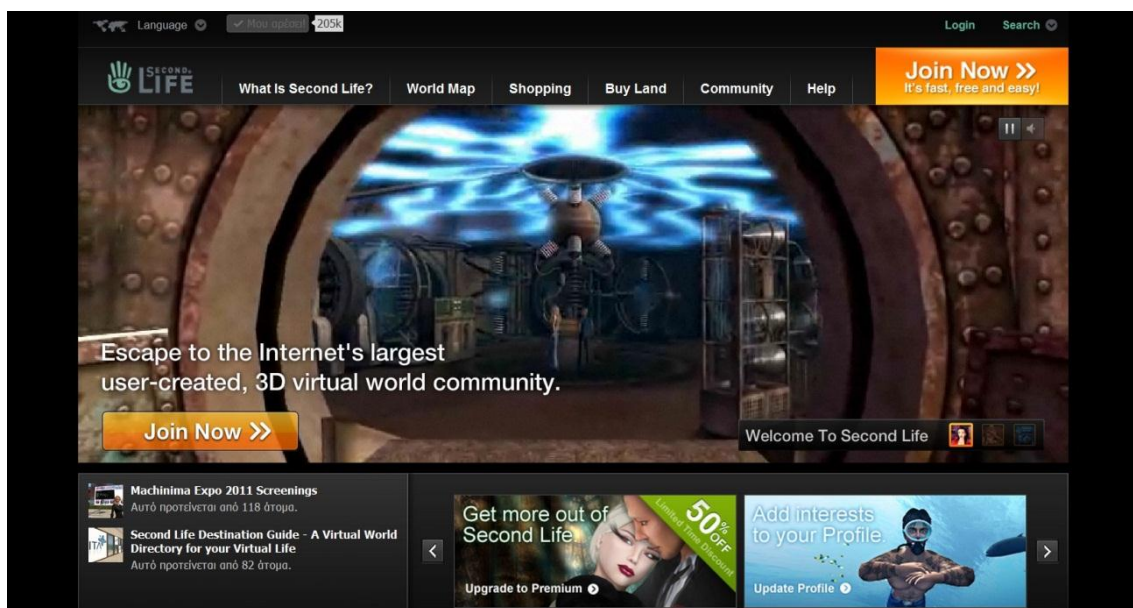 Language
Μου αρέσει! 205k
Login Search
SECOND LIFE
What Is Second Life? World Map Shopping Buy Land Community Help
Join Now >>
It's fast, free and easy!
Escape to the Internet's largest
user-created, 3D virtual world community.
Join Now >>
Welcome To Second Life
Machinima Expo 2011 Screenings
Αυτό προτείνεται από 118 άτομα.
Second Life Destination Guide - A Virtual World
Directory for your Virtual Life
Αυτό προτείνεται από 82 άτομα.
Get more out of
Second Life.
50% OFF
Limited Time Discount
Upgrade to Premium
Add interests
to your Profile.
Update Profile